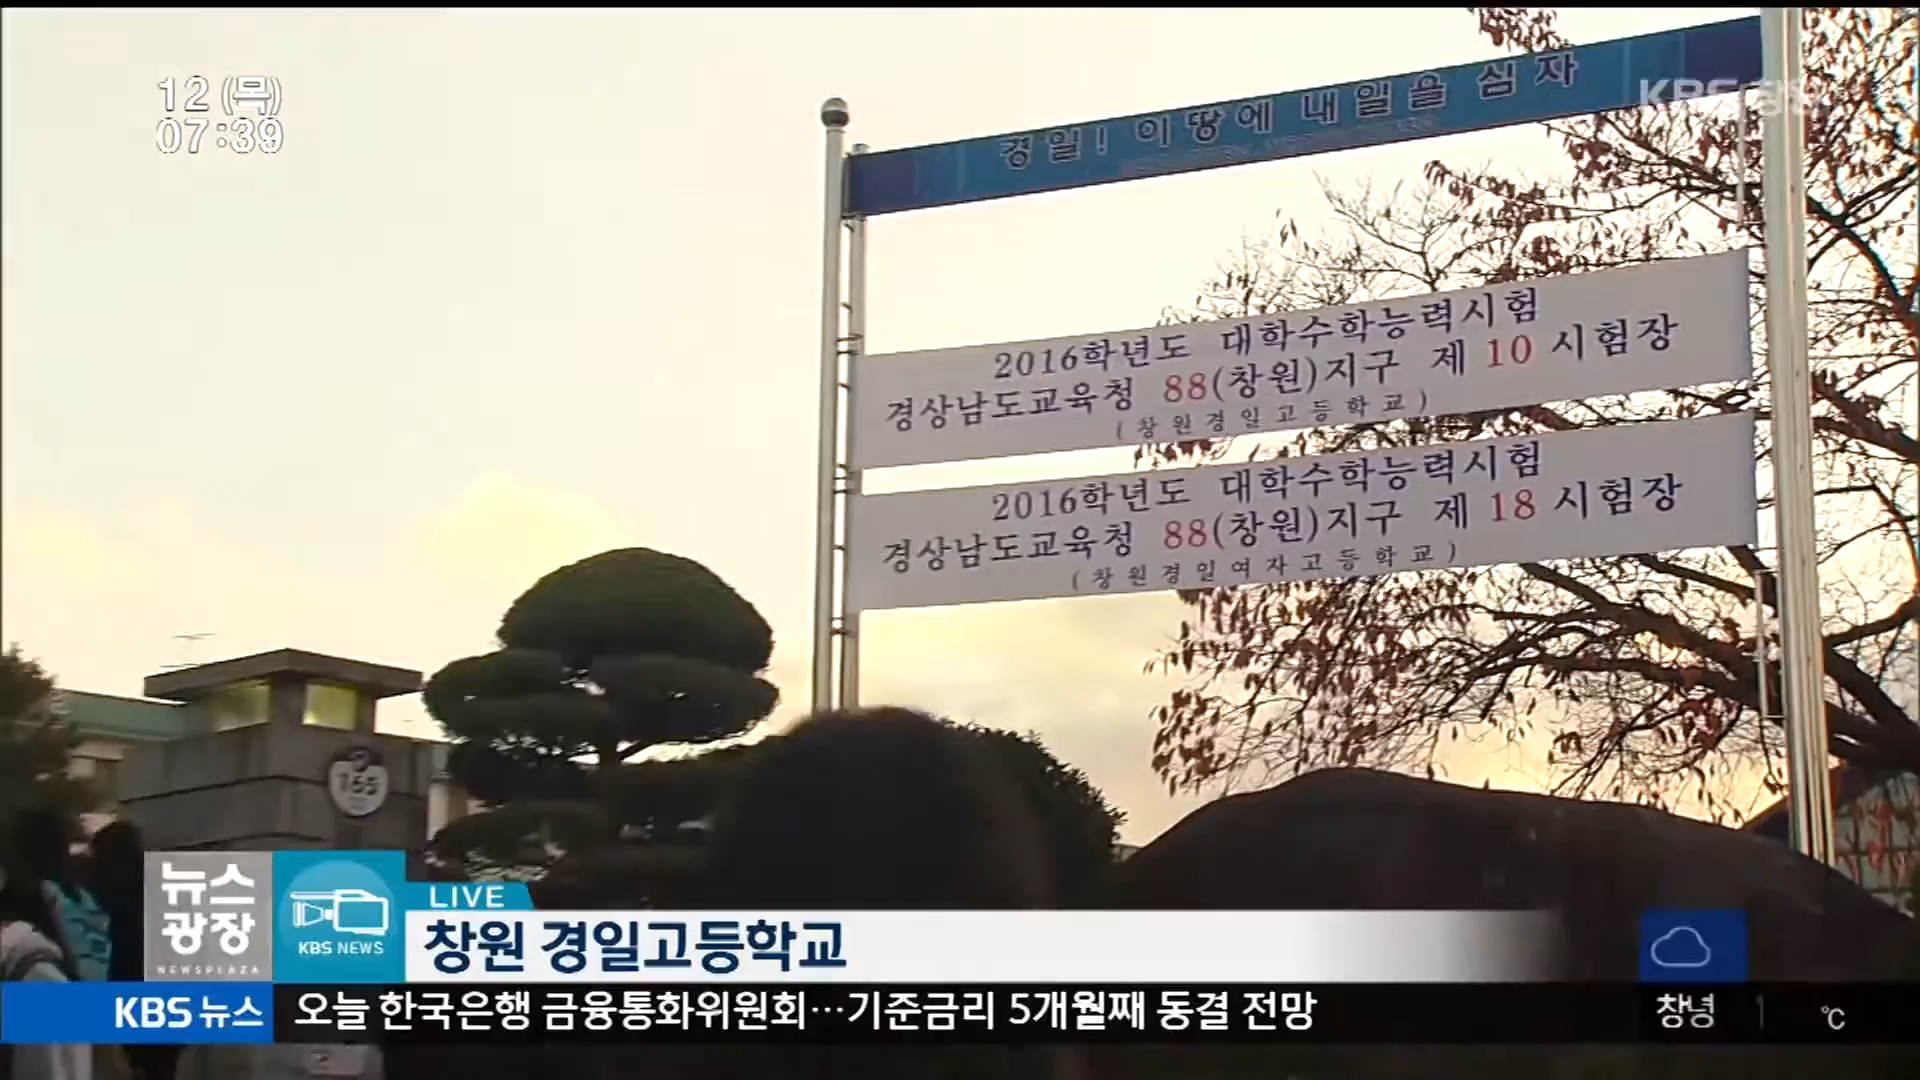 12 (목)
07:39
KBS 창원
경일! 이 땅에 내일을 심자
2016학년도 대학수학능력시험
경상남도교육청 88(창원)지구 제 10 시험장
(창원경일고등학교)
2016학년도 대학수학능력시험
경상남도교육청 88(창원)지구 제 18 시험장
(창원경일여자고등학교)
165
뉴스
광장
NEWSPLAZA
KBS NEWS
LIVE
창원 경일고등학교
KBS 뉴스
오늘 한국은행 금융통화위원회…기준금리 5개월째 동결 전망
창녕
℃